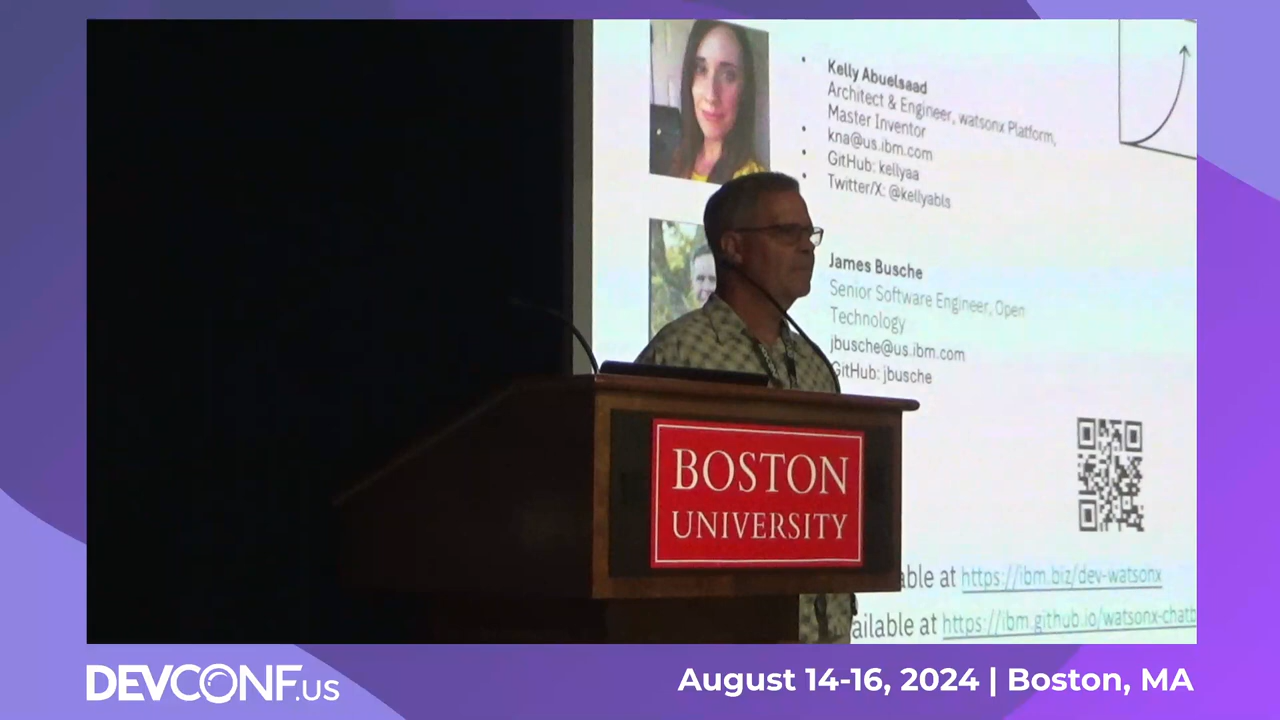 Kelly Abuelsaad
Architect & Engineer, watsonx Platform,
Master Inventor
kna@us.ibm.com
GitHub: kellyaa
Twitter/X: @kellyabls
James Busche
Senior Software Engineer, Open
Technology
jbusche@us.ibm.com
GitHub: jbusche
BOSTON
UNIVERSITY
able at https://ibm.biz/dev-watsonx
ailable at https://ibm.github.io/watsonx-chatb
DEVCONF.us
August 14-16, 2024 | Boston, MA